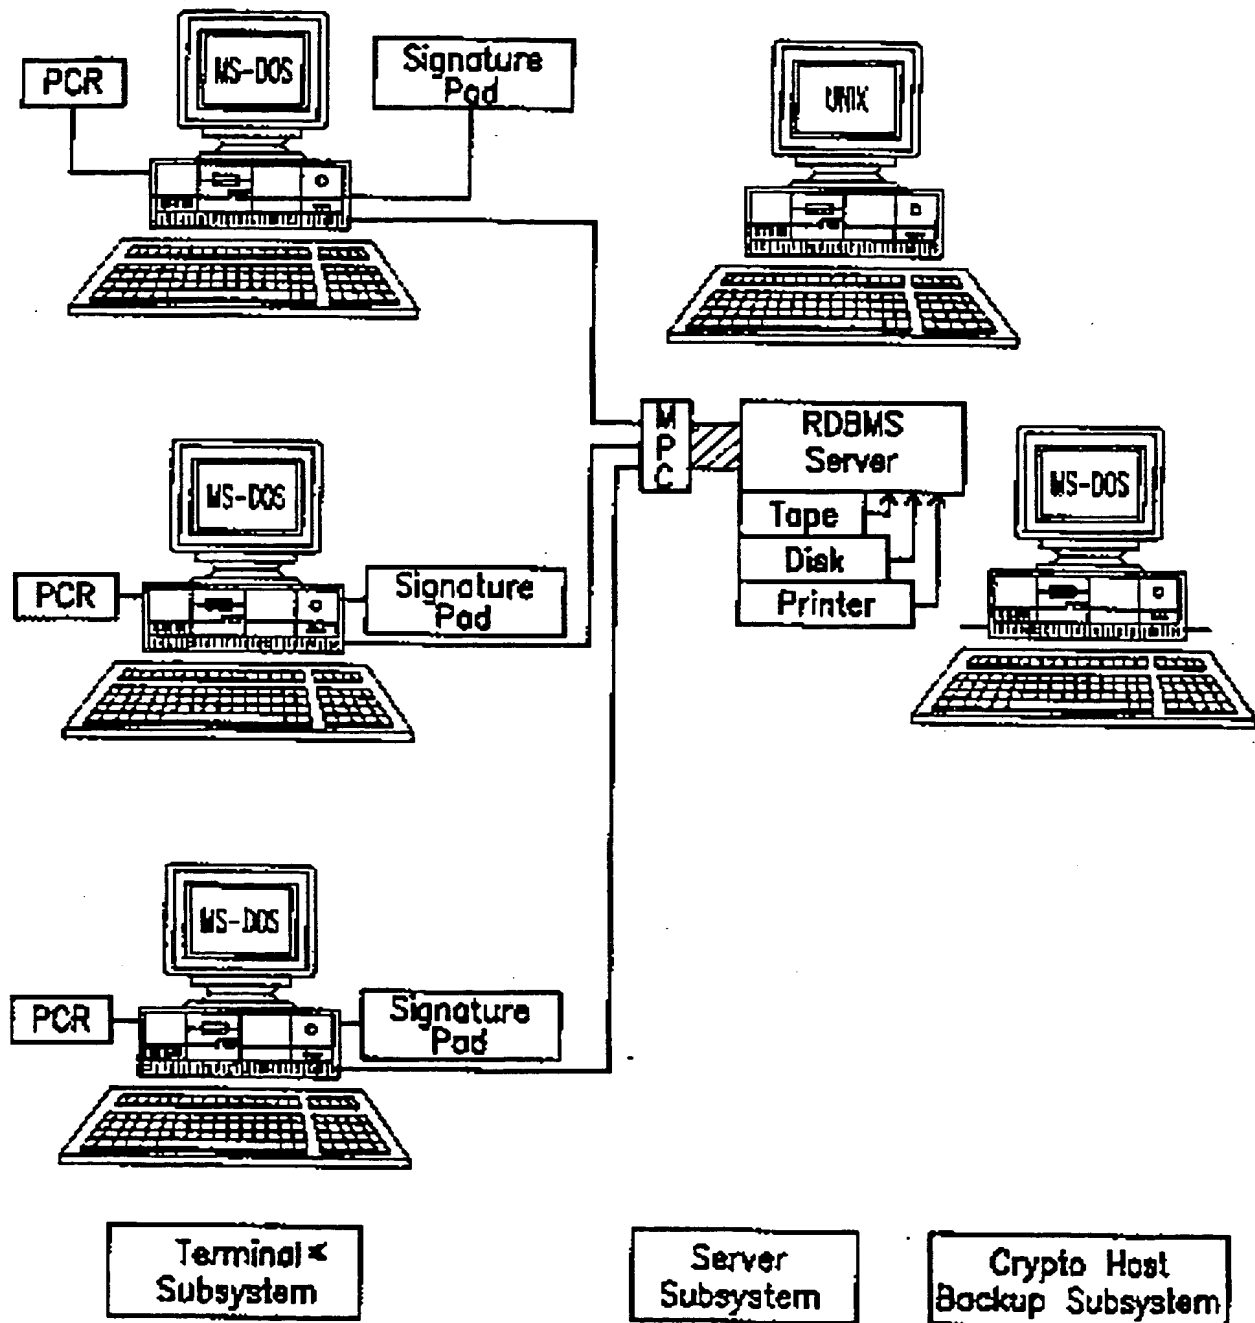 PCR
MS-DOS
Signature
Pad
UNIX
M
P
C
RDBMS
Server
Tape
Disk
Printer
MS-DOS
PCR
MS-DOS
Signature
Pad
PCR
MS-DOS
Signature
Pad
Terminal
Subsystem
Server
Subsystem
Crypto Host
Backup Subsystem